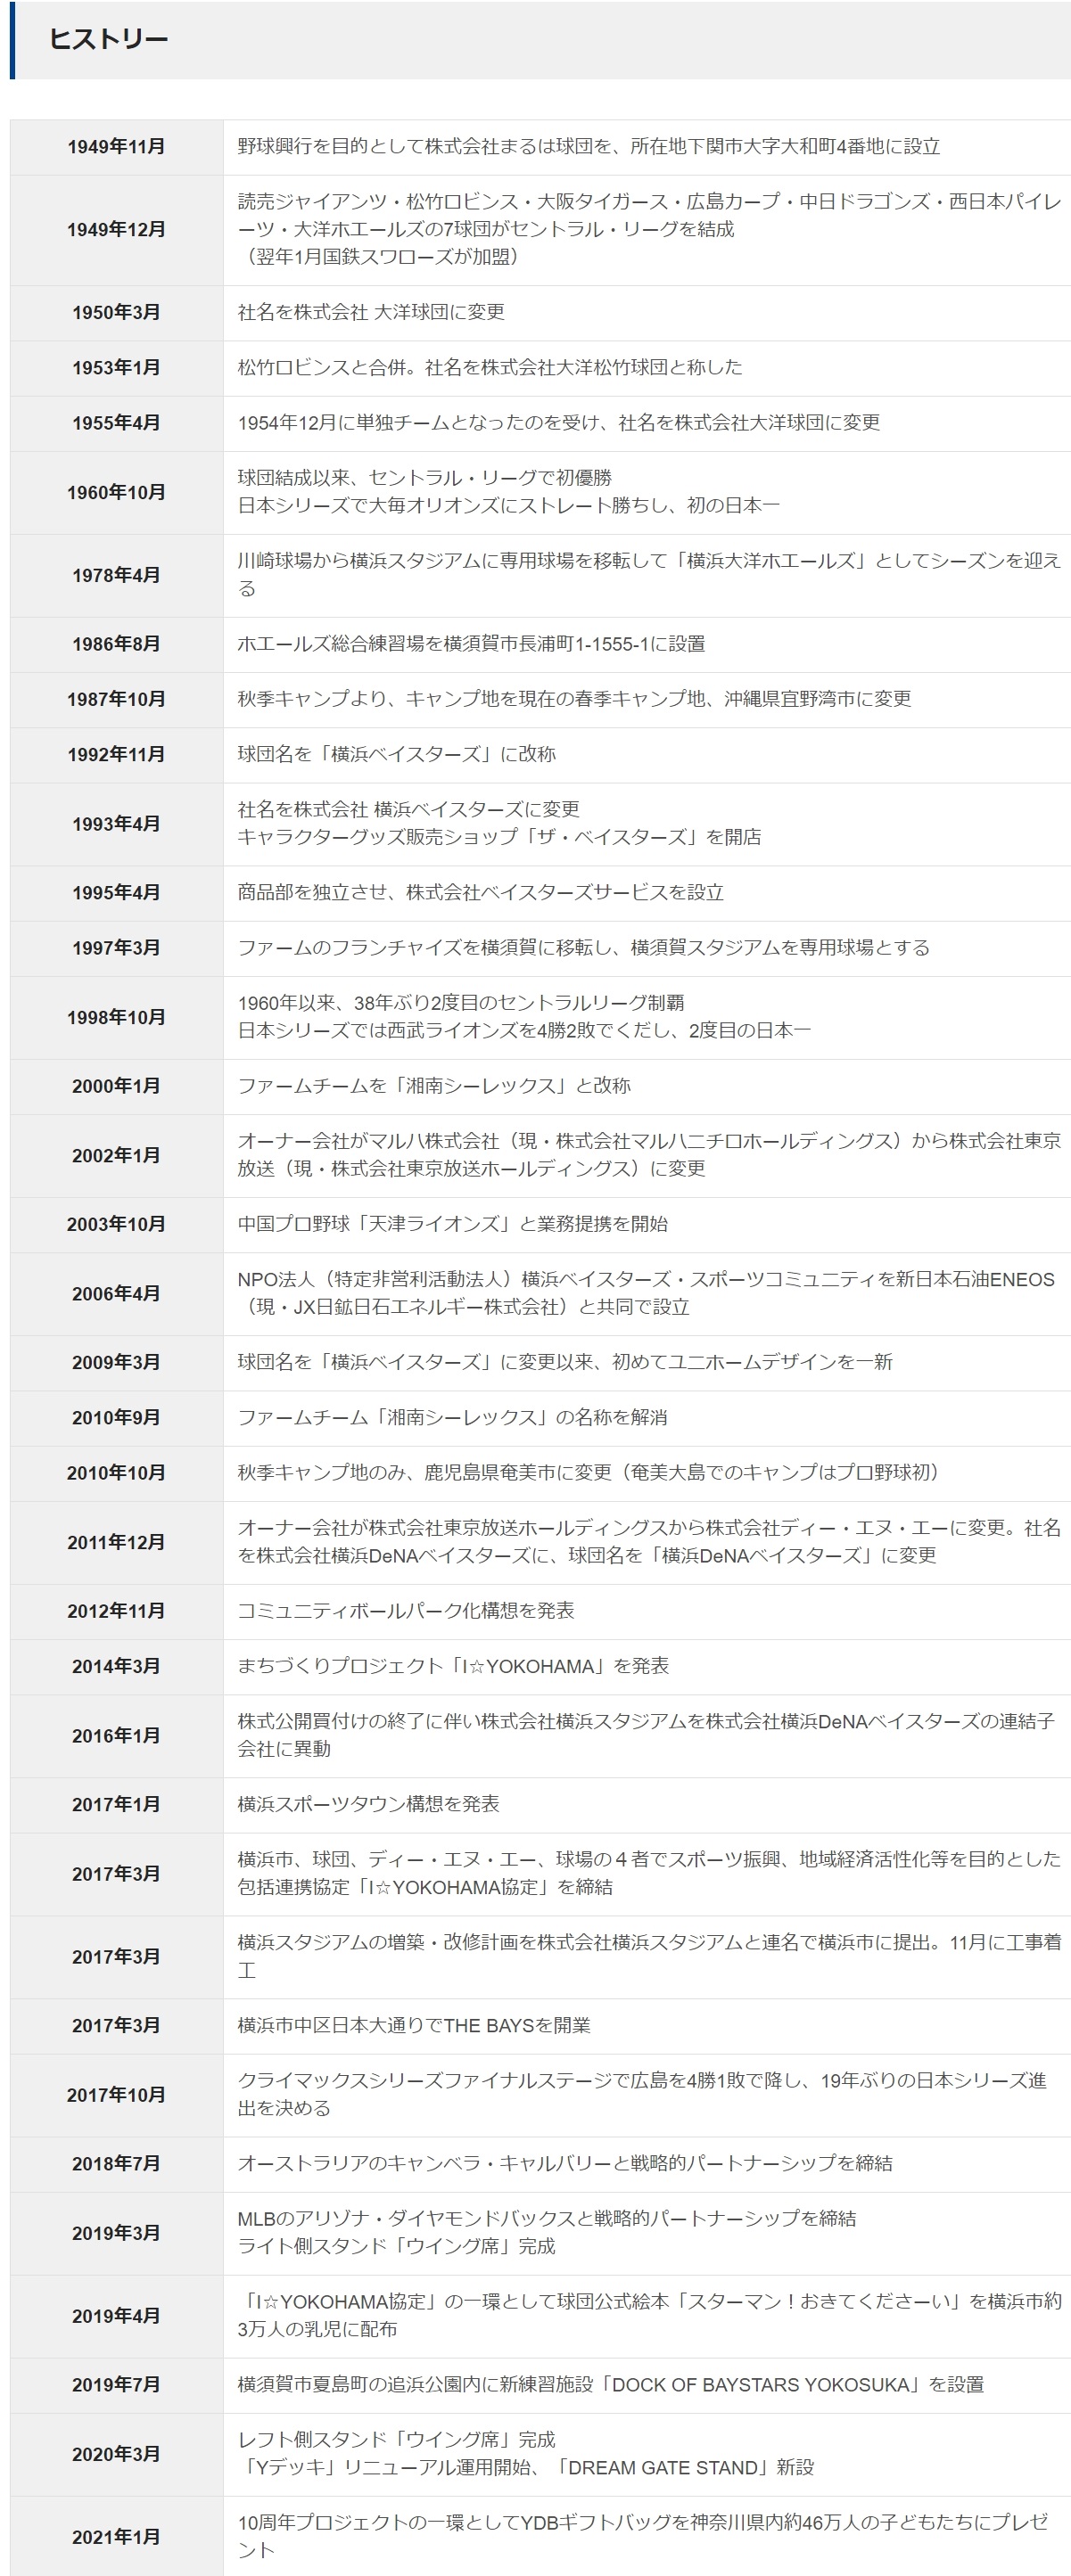 ヒストリー
1949年11月
野球興行を目的として株式会社まるは球団を、所在地下関市大字大和町4番地に設立
1949年12月
読売ジャイアンツ・松竹ロビンス・大阪タイガース・広島カープ・中日ドラゴンズ・西日本パイレ
ーツ・大洋ホエールズの7球団がセントラル・リーグを結成
（翌年1月国鉄スワローズが加盟）
1950年3月
社名を株式会社 大洋球団に変更
1953年1月
松竹ロビンスと合併。社名を株式会社大洋松竹球団と称した
1955年4月
1954年12月に単独チームとなったのを受け、社名を株式会社大洋球団に変更
1960年10月
球団結成以来、セントラル・リーグで初優勝
日本シリーズで大毎オリオンズにストレート勝ちし、初の日本一
1978年4月
川崎球場から横浜スタジアムに専用球場を移転して「横浜大洋ホエールズ」としてシーズンを迎え
る
1986年8月
ホエールズ総合練習場を横須賀市長浦町1-1555-1に設置
1987年10月
秋季キャンプより、キャンプ地を現在の春季キャンプ地、沖縄県宜野湾市に変更
1992年11月
球団名を「横浜ベイスターズ」に改称
1993年4月
社名を株式会社 横浜ベイスターズに変更
キャラクターグッズ販売ショップ「ザ・ベイスターズ」を開店
1995年4月
商品部を独立させ、株式会社ベイスターズサービスを設立
1997年3月
ファームのフランチャイズを横須賀に移転し、横須賀スタジアムを専用球場とする
1998年10月
1960年以来、38年ぶり2度目のセントラルリーグ制覇
日本シリーズでは西武ライオンズを4勝2敗でくだし、2度目の日本一
2000年1月
ファームチームを「湘南シーレックス」と改称
2002年1月
オーナー会社がマルハ株式会社（現・株式会社マルハニチロホールディングス）から株式会社東京
放送（現・株式会社東京放送ホールディングス）に変更
2003年10月
中国プロ野球「天津ライオンズ」と業務提携を開始
2006年4月
NPO法人（特定非営利活動法人）横浜ベイスターズ・スポーツコミュニティを新日本石油ENEOS
（現・JX日鉱日石エネルギー株式会社）と共同で設立
2009年3月
球団名を「横浜ベイスターズ」に変更以来、初めてユニホームデザインを一新
2010年9月
ファームチーム「湘南シーレックス」の名称を解消
2010年10月
秋季キャンプ地のみ、鹿児島県奄美市に変更（奄美大島でのキャンプはプロ野球初）
2011年12月
オーナー会社が株式会社東京放送ホールディングスから株式会社ディー・エヌ・エーに変更。社名
を株式会社横浜DeNAベイスターズに、球団名を「横浜DeNAベイスターズ」に変更
2012年11月
コミュニティボールパーク化構想を発表
2014年3月
まちづくりプロジェクト「I☆YOKOHAMA」を発表
2016年1月
株式公開買付けの終了に伴い株式会社横浜スタジアムを株式会社横浜DeNAベイスターズの連結子
会社に異動
2017年1月
横浜スポーツタウン構想を発表
2017年3月
横浜市、球団、ディー・エヌ・エー、球場の４者でスポーツ振興、地域経済活性化等を目的とした
包括連携協定「I☆YOKOHAMA協定」を締結
2017年3月
横浜スタジアムの増築・改修計画を株式会社横浜スタジアムと連名で横浜市に提出。11月に工事着
工
2017年3月
横浜市中区日本大通りでTHE BAYSを開業
2017年10月
クライマックスシリーズファイナルステージで広島を4勝1敗で降し、19年ぶりの日本シリーズ進
出を決める
2018年7月
オーストラリアのキャンベラ・キャルバリーと戦略的パートナーシップを締結
2019年3月
MLBのアリゾナ・ダイヤモンドバックスと戦略的パートナーシップを締結
ライト側スタンド「ウイング席」完成
2019年4月
「I☆YOKOHAMA協定」の一環として球団公式絵本「スターマン！おきてくださーい」を横浜市約
3万人の乳児に配布
2019年7月
横須賀市夏島町の追浜公園内に新練習施設「DOCK OF BAYSTARS YOKOSUKA」を設置
2020年3月
レフト側スタンド「ウイング席」完成
「Yデッキ」リニューアル運用開始、「DREAM GATE STAND」新設
2021年1月
10周年プロジェクトの一環としてYDBギフトバッグを神奈川県内約46万人の子どもたちにプレゼ
ント